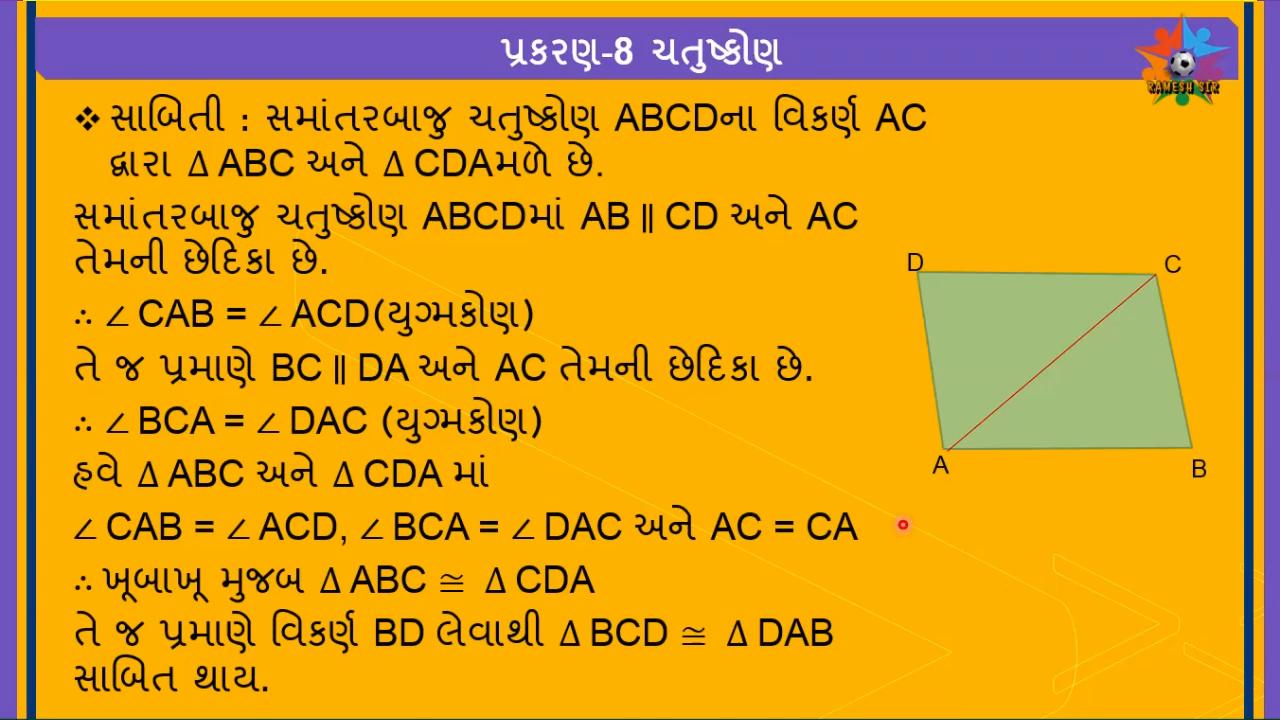 પ્રકરણ-8 ચતુષ્કોણ
RAMESH SIR
❖ સાબિતી : સમાંતરબાજુ ચતુષ્કોણ ABCDના વિકર્ણ AC
દ્વારા ∆ ABC અને ∆ CDAમળે છે.
સમાંતરબાજુ ચતુષ્કોણ ABCDમાં AB || CD અને AC
તેમની છેદિકા છે.
∴ ∠ CAB = ∠ ACD(યુગ્મકોણ)
તે જ પ્રમાણે BC || DA અને AC તેમની છેદિકા છે.
∴ ∠ BCA = ∠ DAC (યુગ્મકોણ)
હવે ∆ ABC અને ∆ CDA માં
∠ CAB = ∠ ACD, ∠ BCA = ∠ DAC અને AC = CA
∴ ખૂબાખૂ મુજબ ∆ ABC ≅ ∆ CDA
તે જ પ્રમાણે વિકર્ણ BD લેવાથી ∆ BCD ≅ ∆ DAB
સાબિત થાય.
D
C
A
B